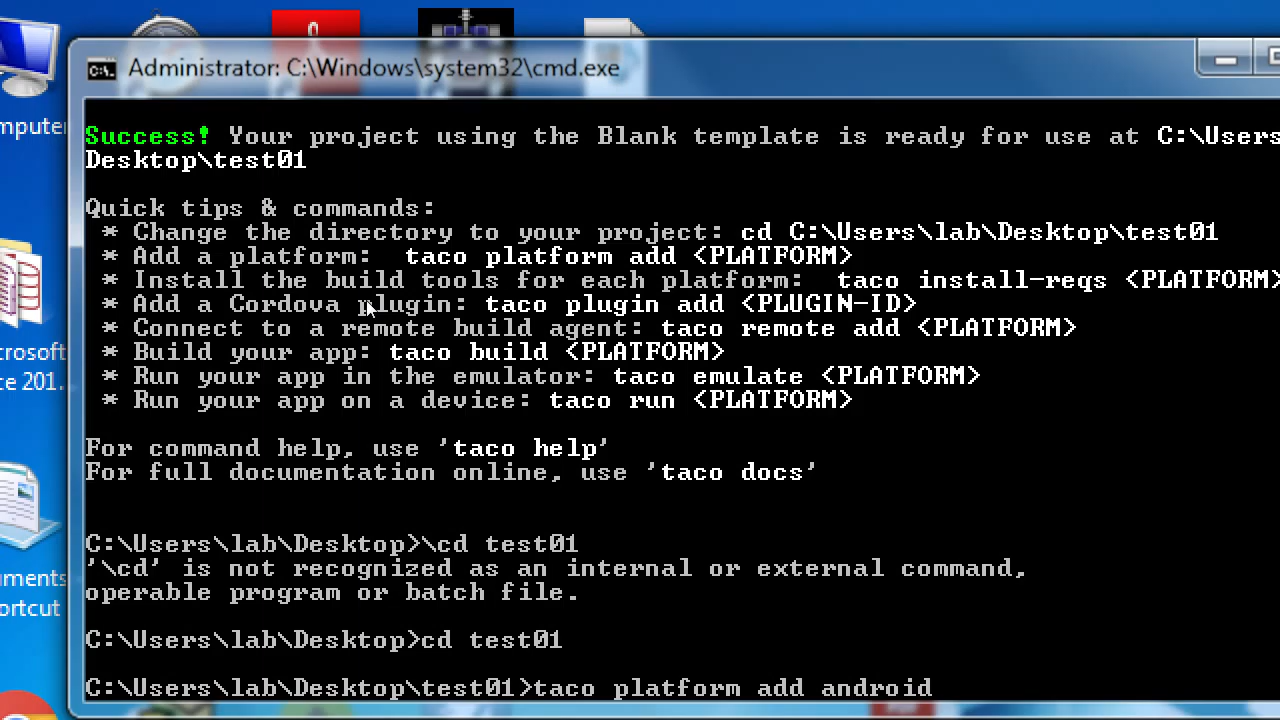 Administrator: C:\Windows\system32\cmd.exe
Success! Your project using the Blank template is ready for use at C:\Users
Desktop\test01
Quick tips & commands:
* Change the directory to your project: cd C:\Users\lab\Desktop\test01
* Add a platform:  taco platform add <PLATFORM>
* Install the build tools for each platform:  taco install-reqs <PLATFORM>
* Add a Cordova plugin: taco plugin add <PLUGIN-ID>
* Connect to a remote build agent: taco remote add <PLATFORM>
* Build your app: taco build <PLATFORM>
* Run your app in the emulator: taco emulate <PLATFORM>
* Run your app on a device: taco run <PLATFORM>
For command help, use 'taco help'
For full documentation online, use 'taco docs'
C:\Users\lab\Desktop>\cd test01
'\cd' is not recognized as an internal or external command,
operable program or batch file.
C:\Users\lab\Desktop>cd test01
C:\Users\lab\Desktop\test01>taco platform add android
mputer
crosoft
ce 201...
uments
ortcut